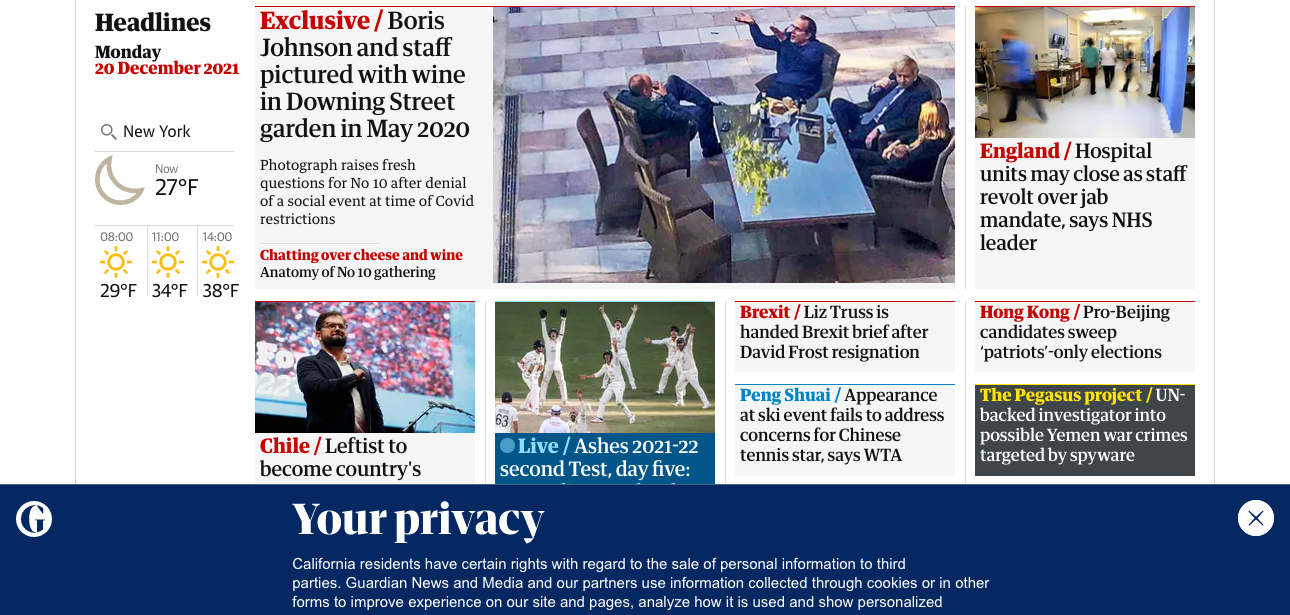 Headlines
Monday
20 December 2021
New York
Now
27°F
08:00
11:00
14:00
29°F
34°F
38°F
Exclusive / Boris
Johnson and staff
pictured with wine
in Downing Street
garden in May 2020
Photograph raises fresh
questions for No 10 after denial
of a social event at time of Covid
restrictions
Chatting over cheese and wine
Anatomy of No 10 gathering
England / Hospital
units may close as staff
revolt over jab
mandate, says NHS
leader
Chile / Leftist to
become country's
63
Live / Ashes 2021-22
second Test, day five:
Brexit / Liz Truss is
handed Brexit brief after
David Frost resignation
Peng Shuai / Appearance
at ski event fails to address
concerns for Chinese
tennis star, says WTA
Hong Kong / Pro-Beijing
candidates sweep
‘patriots’-only elections
The Pegasus project / UN-
backed investigator into
possible Yemen war crimes
targeted by spyware
G
Your privacy
California residents have certain rights with regard to the sale of personal information to third
parties. Guardian News and Media and our partners use information collected through cookies or in other
forms to improve experience on our site and pages, analyze how it is used and show personalized